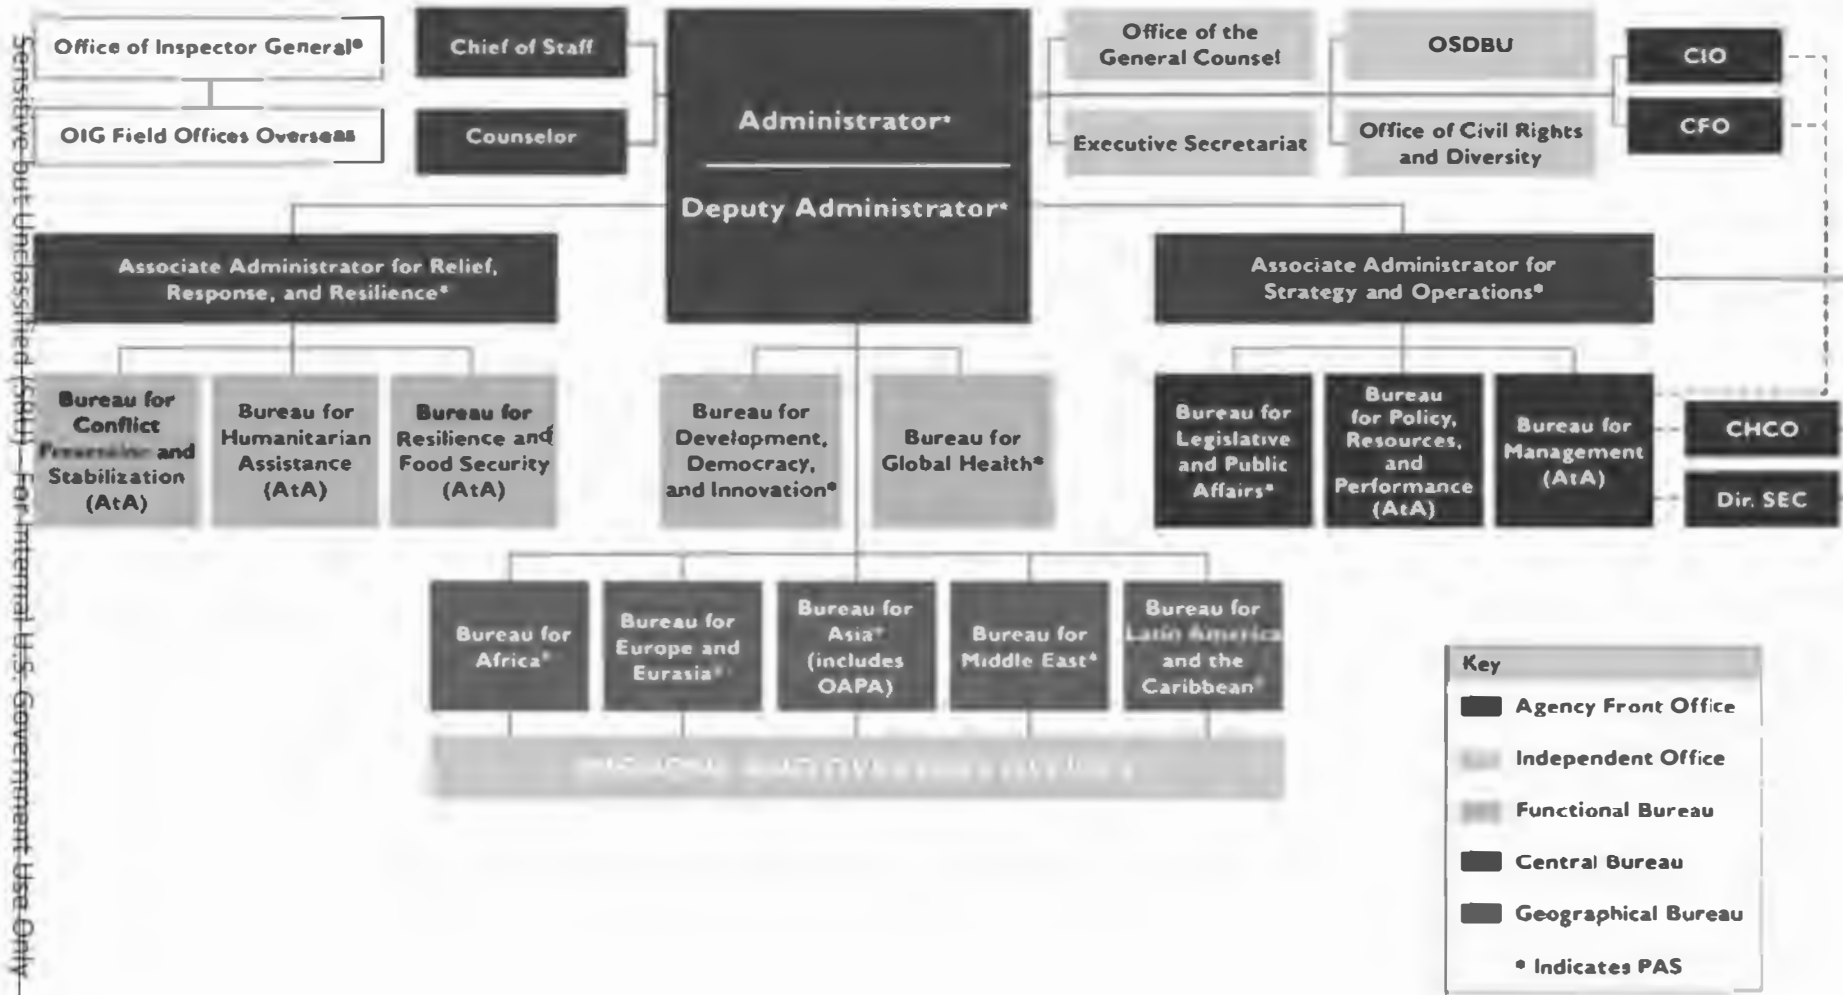 Sensitive but Unclassified (SBU) – For Internal U.S. Government Use Only
Office of Inspector General*
OIG Field Offices Overseas
Chief of Staff
Counselor
Administrator*
Deputy Administrator*
Office of the
General Counsel
Executive Secretariat
OSDBU
Office of Civil Rights
and Diversity
CIO
CFO
Associate Administrator for Relief,
Response, and Resilience*
Associate Administrator for
Strategy and Operations*
Bureau for
Conflict
and
Stabilization
(AtA)
Bureau for
Humanitarian
Assistance
(AtA)
Bureau for
Resilience and
Food Security
(AtA)
Bureau for
Development,
Democracy,
and Innovation*
Bureau for
Global Health*
Bureau for
Legislative
and Public
Affairs*
Bureau
for Policy,
Resources,
and
Performance
(AtA)
Bureau for
Management
(AtA)
CHCO
Dir. SEC
Bureau for
Africa*
Bureau for
Europe and
Eurasia*
Bureau for
Asia*
(includes
OAPA)
Bureau for
Middle East*
Bureau for
Latin America
and the
Caribbean*
Key
Agency Front Office
Independent Office
Functional Bureau
Central Bureau
Geographical Bureau
* Indicates PAS